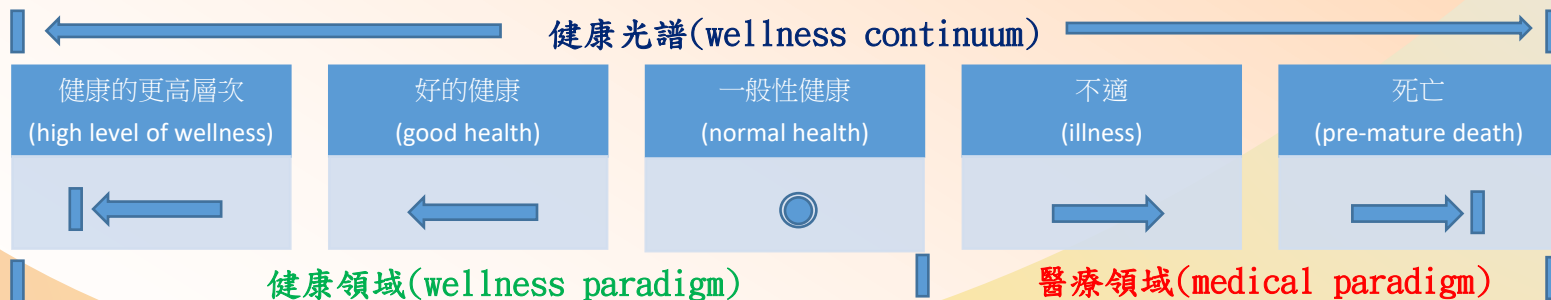 健康光譜(wellness continuum)
健康的更高層次
(high level of wellness)
好的健康
(good health)
一般性健康
(normal health)
不適
(illness)
死亡
(pre-mature death)
健康領域(wellness paradigm)
醫療領域(medical paradigm)